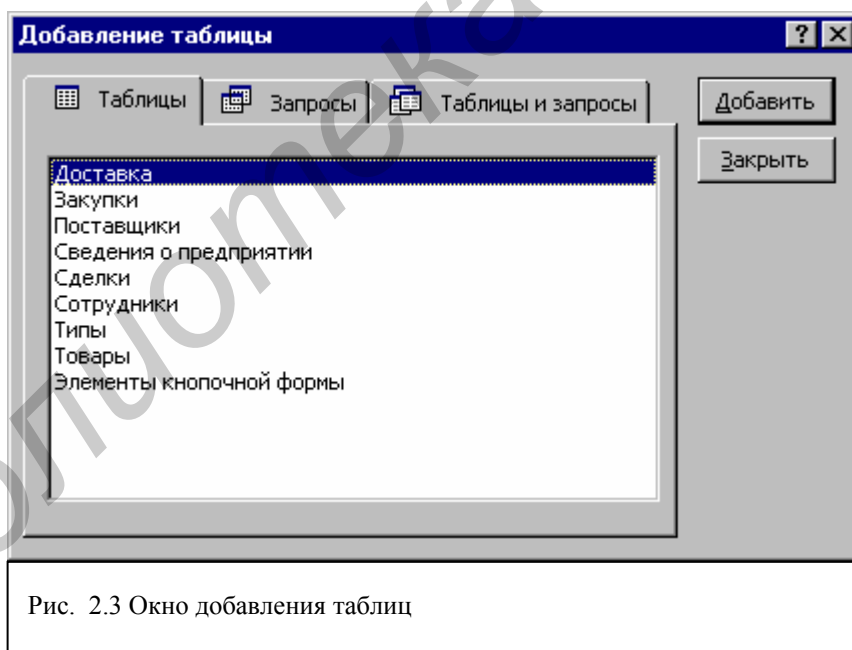 Добавление таблицы
Таблицы
Запросы
Таблицы и запросы
Добавить
Закрыть
Доставка
Закупки
Поставщики
Сведения о предприятии
Сделки
Сотрудники
Типы
Товары
Элементы кнопочной формы
Рис. 2.3 Окно добавления таблиц